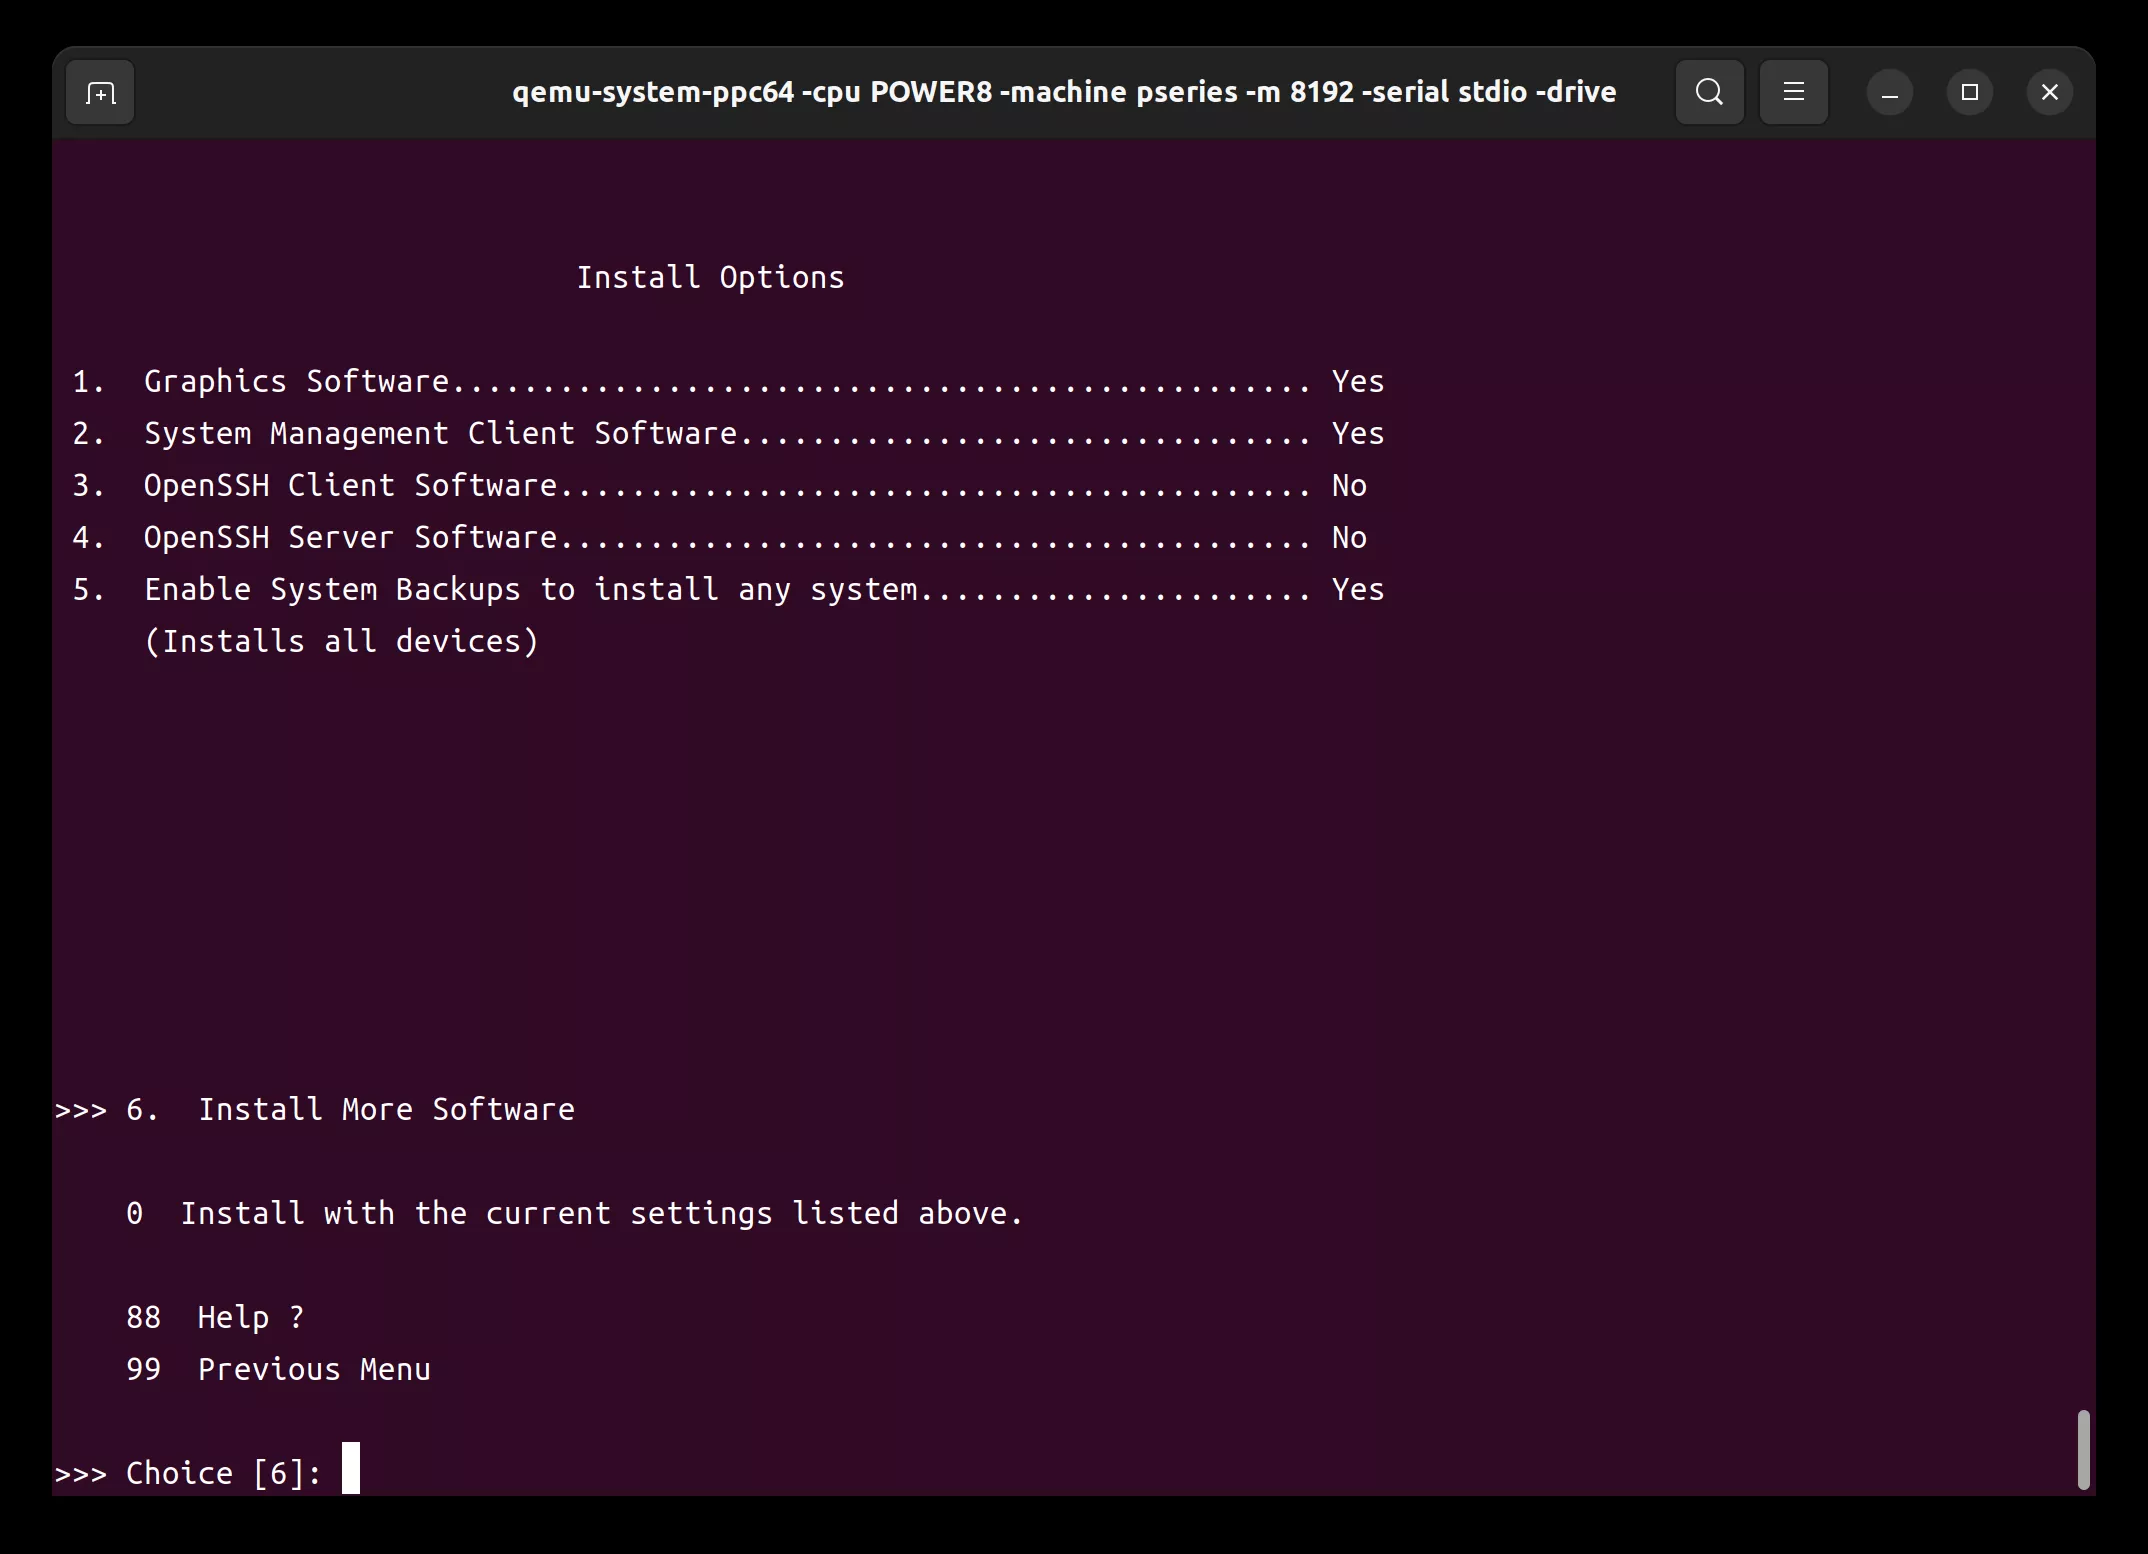 qemu-system-ppc64 -cpu POWER8 -machine pseries -m 8192 -serial stdio -drive
Install Options
1.  Graphics Software................................................ Yes
2.  System Management Client Software................................ Yes
3.  OpenSSH Client Software.......................................... No
4.  OpenSSH Server Software.......................................... No
5.  Enable System Backups to install any system...................... Yes
(Installs all devices)
>>> 6.  Install More Software
0  Install with the current settings listed above.
88  Help ?
99  Previous Menu
>>> Choice [6]: